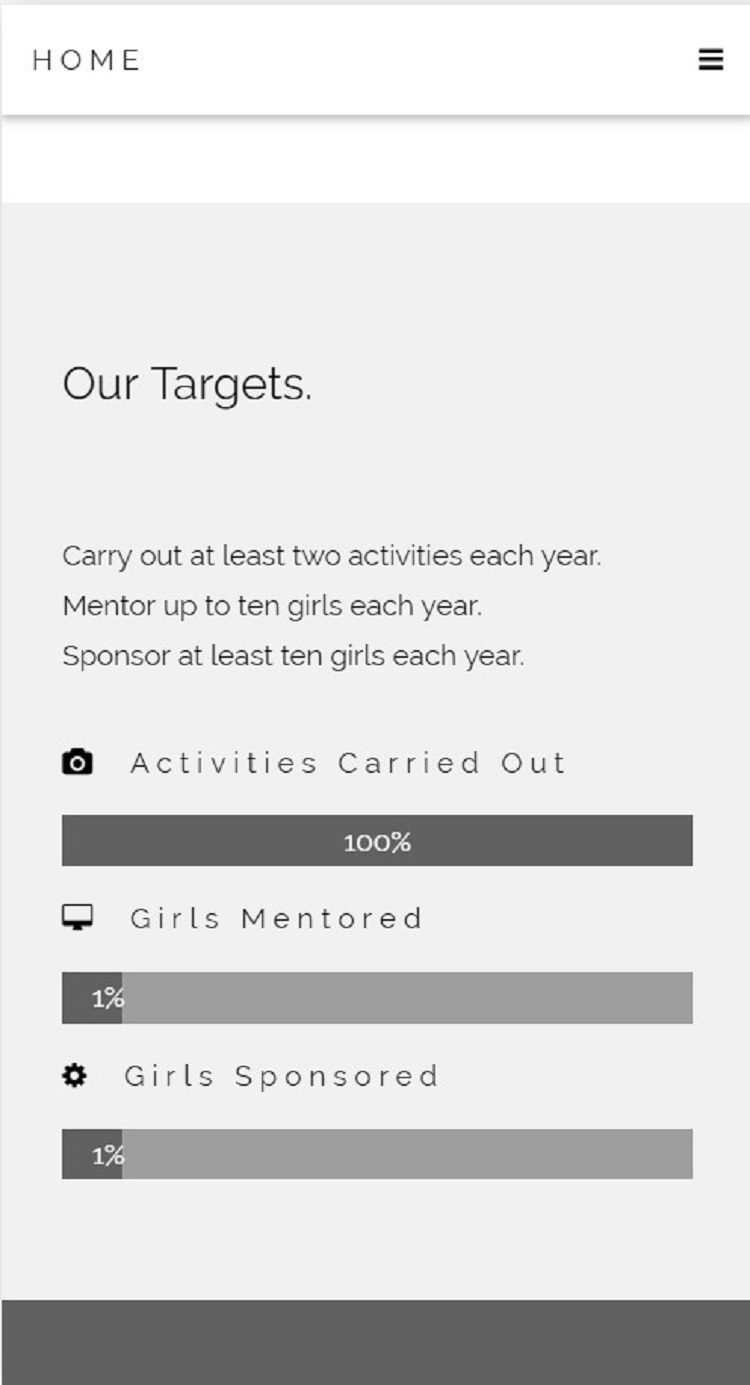 HOME
Our Targets.
Carry out at least two activities each year.
Mentor up to ten girls each year.
Sponsor at least ten girls each year.
Activities Carried Out
100%
Girls Mentored
1%
Girls Sponsored
1%